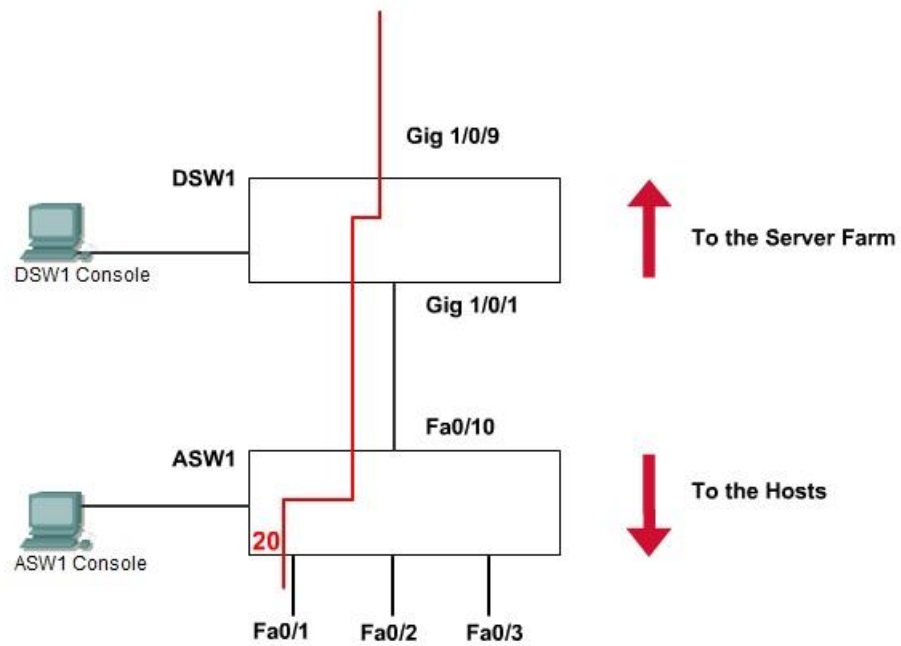 Gig 1/0/9
DSW1
To the Server Farm
DSW1 Console
Gig 1/0/1
Fa0/10
ASW1
To the Hosts
20
ASW1 Console
Fa0/1
Fa0/2
Fa0/3